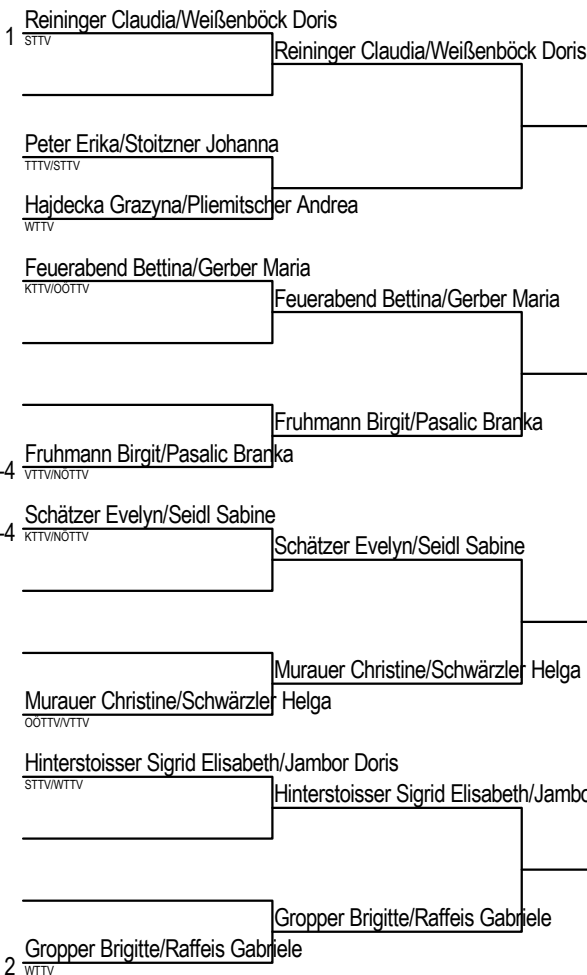 Reininger Claudia/Weißenböck Doris
1
STTV
Reininger Claudia/Weißenböck Doris
Peter Erika/Stoitzner Johanna
TTTV/STTV
Hajdecka Grazyna/Pliemitscher Andrea
WTTV
Feuerabend Bettina/Gerber Maria
KTTV/OÖTTV
Feuerabend Bettina/Gerber Maria
Fruhmann Birgit/Pasalic Branka
Fruhmann Birgit/Pasalic Branka
-4
VTTV/NÖTTV
Schätzer Evelyn/Seidl Sabine
-4
KTTV/NÖTTV
Schätzer Evelyn/Seidl Sabine
Murauer Christine/Schwärzler Helga
Murauer Christine/Schwärzler Helga
OÖTTV/VTTV
Hinterstoisser Sigrid Elisabeth/Jambor Doris
STTV/WTTV
Hinterstoisser Sigrid Elisabeth/Jambo
Gropper Brigitte/Raffeis Gabriele
Gropper Brigitte/Raffeis Gabriele
2
WTTV